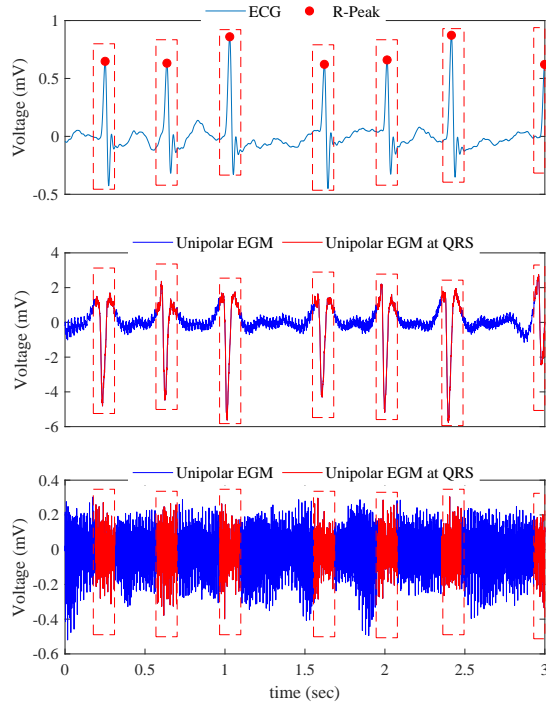 ECG R-Peak
Voltage (mV)
1
0.5
0
-0.5
Unipolar EGM Unipolar EGM at QRS
Voltage (mV)
4
2
0
-2
-4
-6
Unipolar EGM Unipolar EGM at QRS
Voltage (mV)
0.4
0.2
0
-0.2
-0.4
-0.6
0 0.5 1 1.5 2 2.5 3
time (sec)